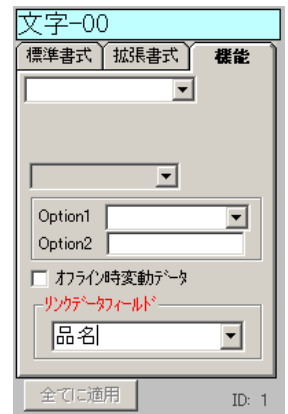 文字-00
標準書式 拡張書式 機能
Option1
Option2
オフライン時変動ﾃﾞｰﾀ
ﾘﾝｸﾃﾞｰﾀﾌｨｰﾙﾄﾞ
品名
全てに適用 ID: 1